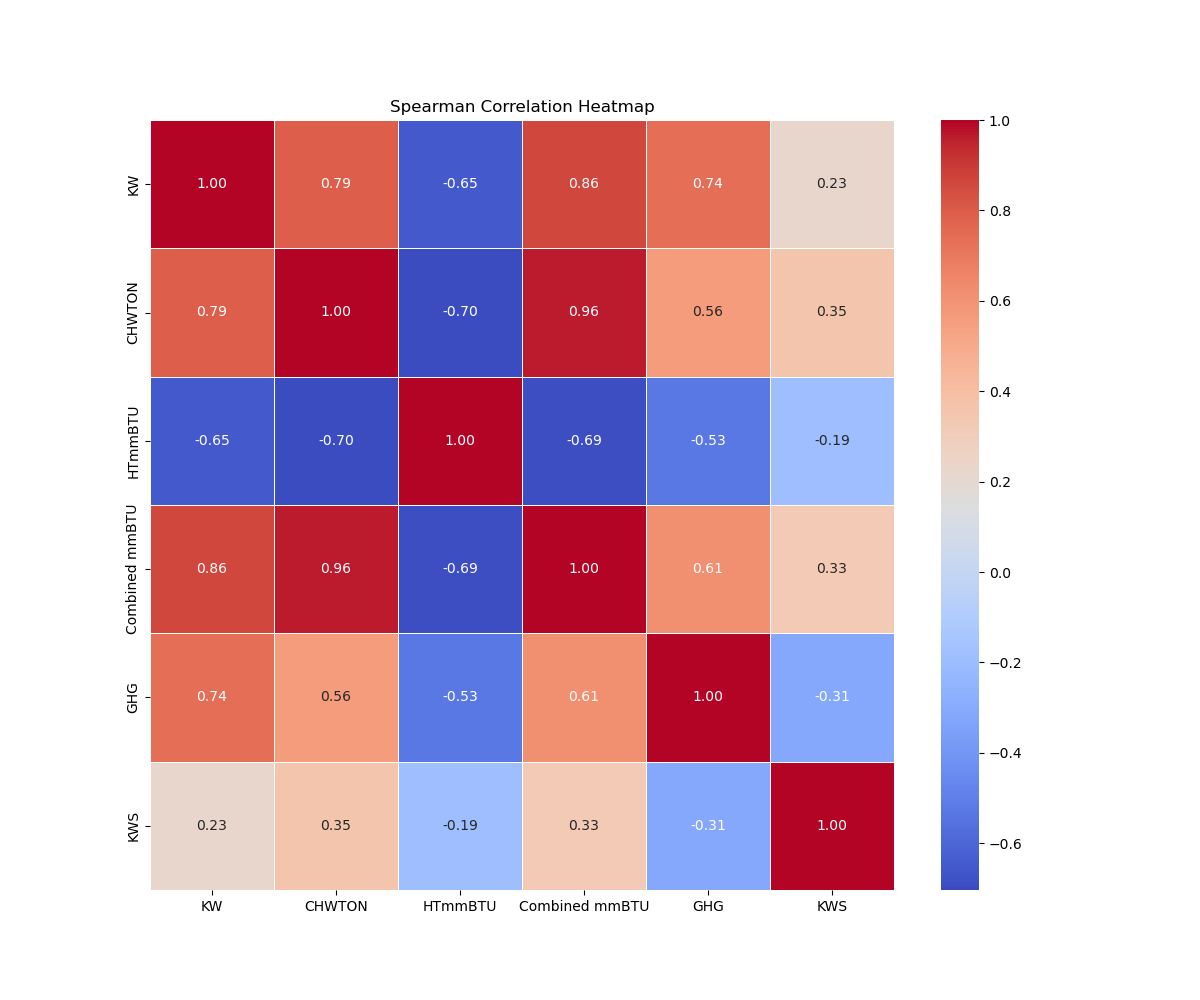 Spearman Correlation Heatmap
KW 1.00 0.79 -0.65 0.86 0.74 0.23
CHWTON 0.79 1.00 -0.70 0.96 0.56 0.35
HTmmBTU -0.65 -0.70 1.00 -0.69 -0.53 -0.19
Combined mmBTU 0.86 0.96 -0.69 1.00 0.61 0.33
GHG 0.74 0.56 -0.53 0.61 1.00 -0.31
KWS 0.23 0.35 -0.19 0.33 -0.31 1.00
KW CHWTON HTmmBTU Combined mmBTU GHG KWS
1.0
0.8
0.6
0.4
0.2
0.0
−0.2
−0.4
−0.6